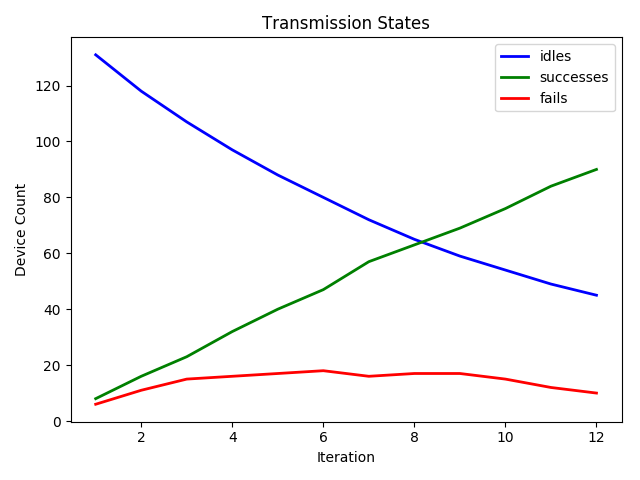 Transmission States
idles
successes
fails
Device Count
120
100
80
60
40
20
0
2 4 6 8 10 12
Iteration